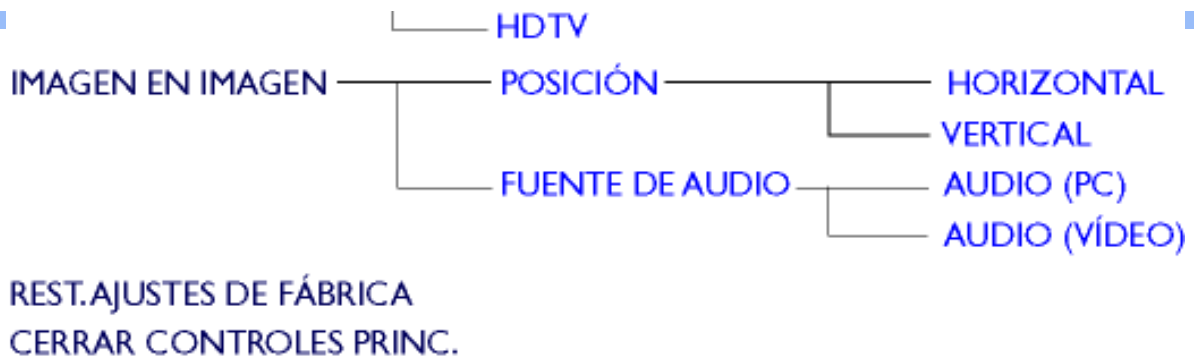 HDTV
IMAGEN EN IMAGEN POSICIÓN HORIZONTAL
VERTICAL
FUENTE DE AUDIO AUDIO (PC)
AUDIO (VÍDEO)
REST.AJUSTES DE FÁBRICA
CERRAR CONTROLES PRINC.